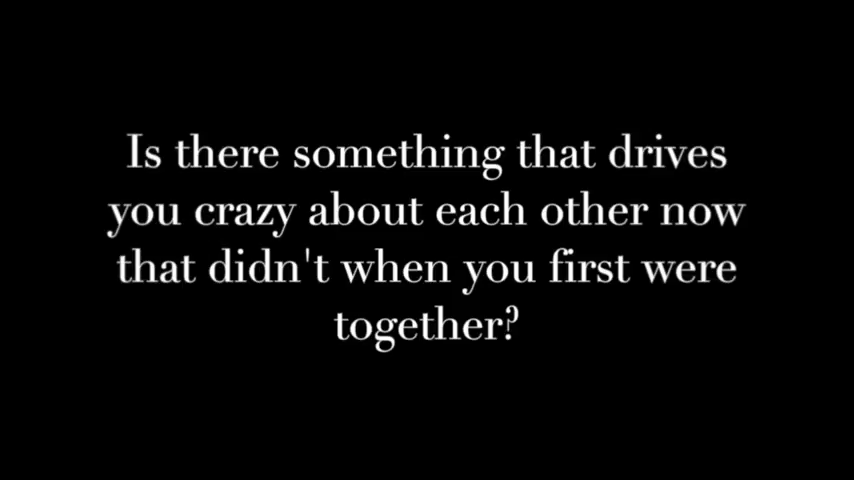 Is there something that drives
you crazy about each other now
that didn't when you first were
together?